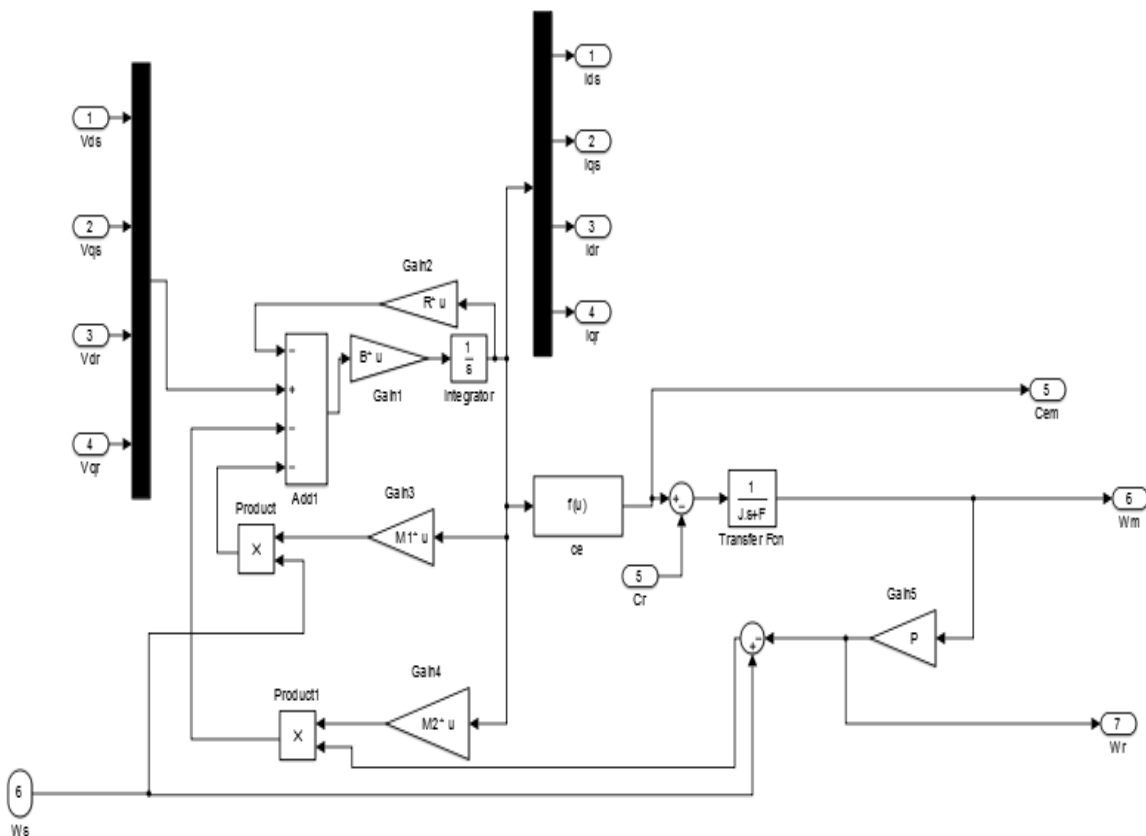 1
Vds
2
Vqs
3
Vdr
4
Vqr
1
Ids
2
Iqs
3
Idr
4
Iqr
Gain2
R* u
−
+
−
−
Add1
B* u
Gain1
1
s
Integrator
Product
×
Gain3
M1* u
f(u)
ce
+
−
1
J.s+F
Transfer Fcn
5
Cem
6
Wm
5
Cr
Gain5
P
−
+
Product1
×
Gain4
M2* u
7
Wr
6
Ws